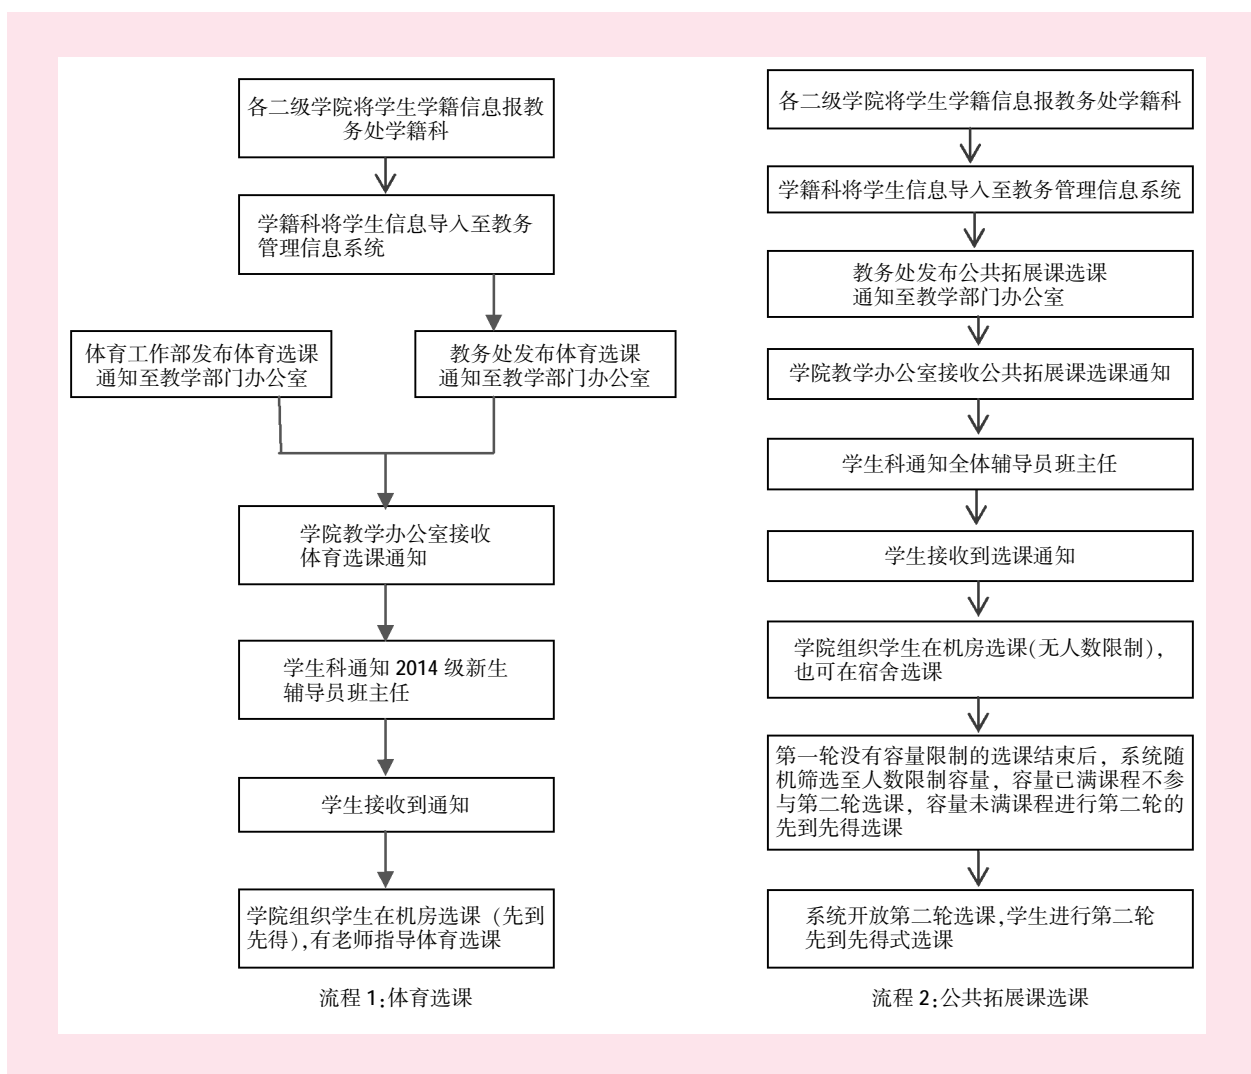 各二级学院将学生学籍信息报教
务处学籍科
学籍科将学生信息导入至教务
管理信息系统
体育工作部发布体育选课
通知至教学部门办公室
教务处发布体育选课
通知至教学部门办公室
学院教学办公室接收
体育选课通知
学生科通知 2014 级新生
辅导员班主任
学生接收到通知
学院组织学生在机房选课（先到
先得），有老师指导体育选课
流程 1：体育选课
各二级学院将学生学籍信息报教务处学籍科
学籍科将学生信息导入至教务管理信息系统
教务处发布公共拓展课选课
通知至教学部门办公室
学院教学办公室接收公共拓展课选课通知
学生科通知全体辅导员班主任
学生接收到选课通知
学院组织学生在机房选课（无人数限制），
也可在宿舍选课
第一轮没有容量限制的选课结束后，系统随
机筛选至人数限制容量，容量已满课程不参
与第二轮选课，容量未满课程进行第二轮的
先到先得选课
系统开放第二轮选课，学生进行第二轮
先到先得式选课
流程 2：公共拓展课选课